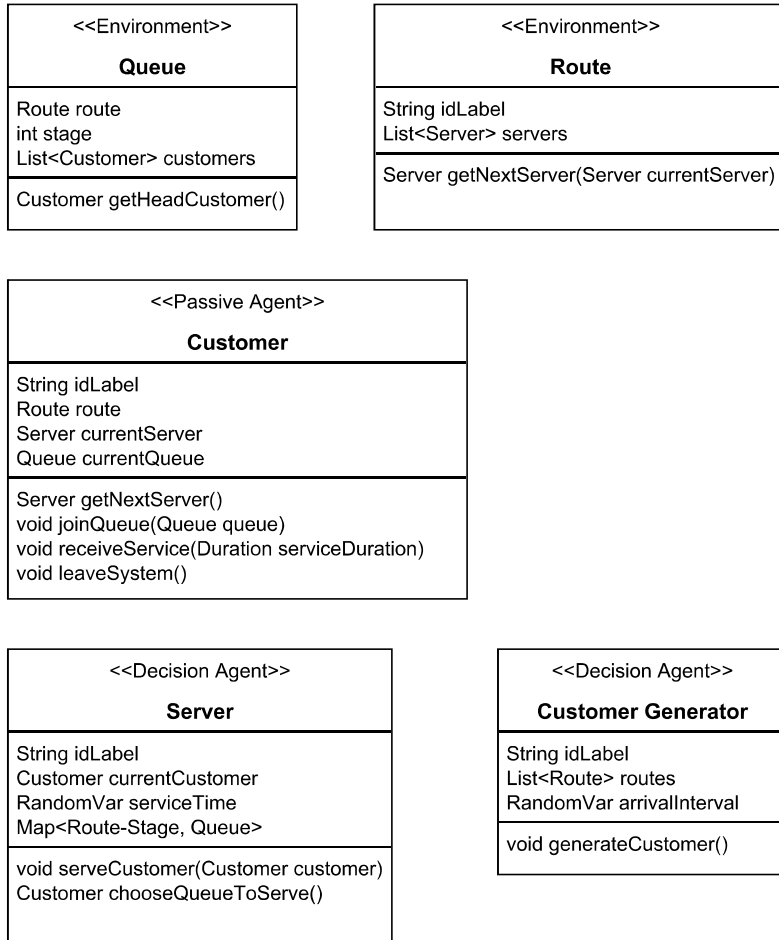 <<Environment>>
Queue
Route route
int stage
List<Customer> customers
Customer getHeadCustomer()
<<Environment>>
Route
String idLabel
List<Server> servers
Server getNextServer(Server currentServer)
<<Passive Agent>>
Customer
String idLabel
Route route
Server currentServer
Queue currentQueue
Server getNextServer()
void joinQueue(Queue queue)
void receiveService(Duration serviceDuration)
void leaveSystem()
<<Decision Agent>>
Server
String idLabel
Customer currentCustomer
RandomVar serviceTime
Map<Route-Stage, Queue>
void serveCustomer(Customer customer)
Customer chooseQueueToServe()
<<Decision Agent>>
Customer Generator
String idLabel
List<Route> routes
RandomVar arrivalInterval
void generateCustomer()